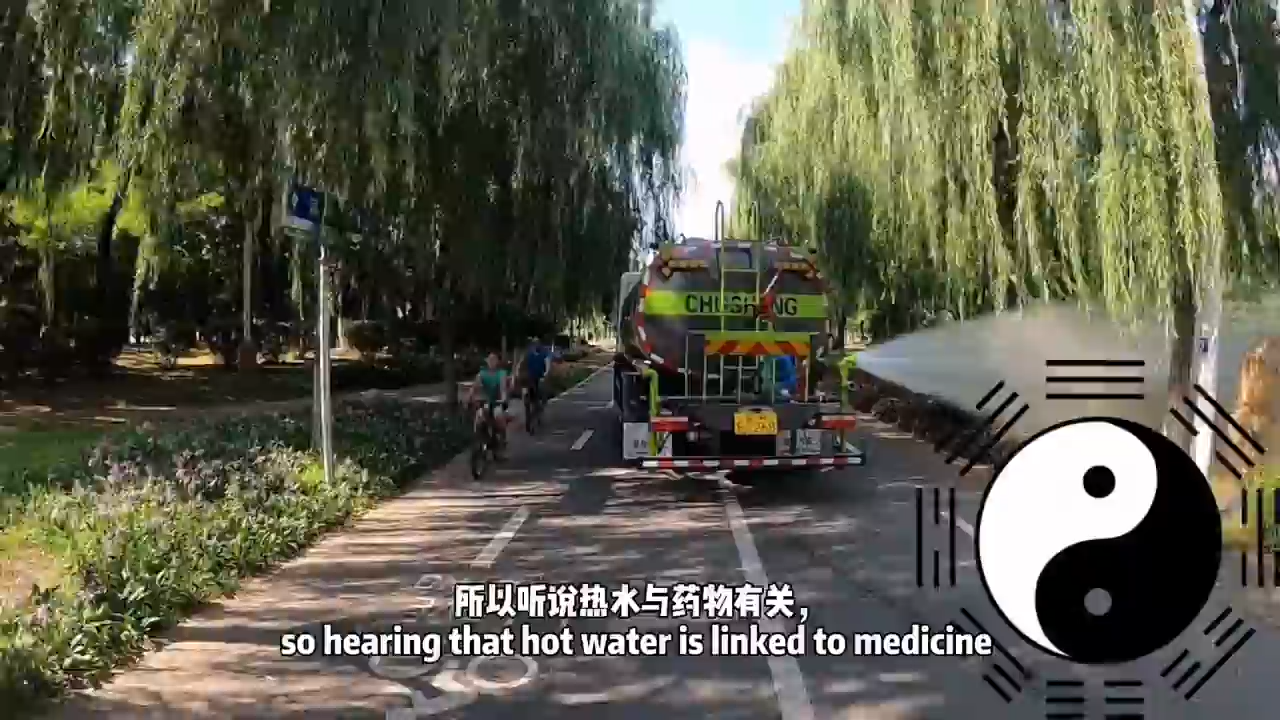 所以听说热水与药物有关，
so hearing that hot water is linked to medicine